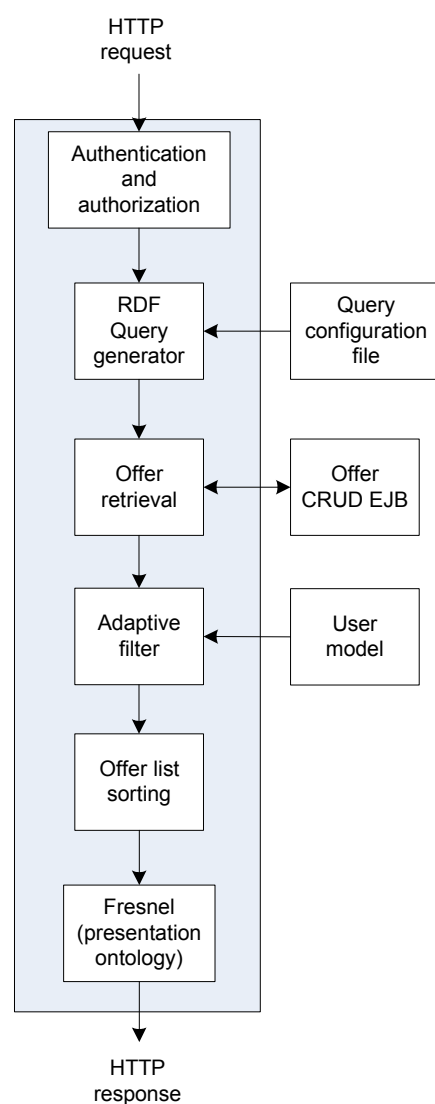 HTTP
request
Authentication
and
authorization
RDF
Query
generator
Query
configuration
file
Offer
retrieval
Offer
CRUD EJB
Adaptive
filter
User
model
Offer list
sorting
Fresnel
(presentation
ontology)
HTTP
response